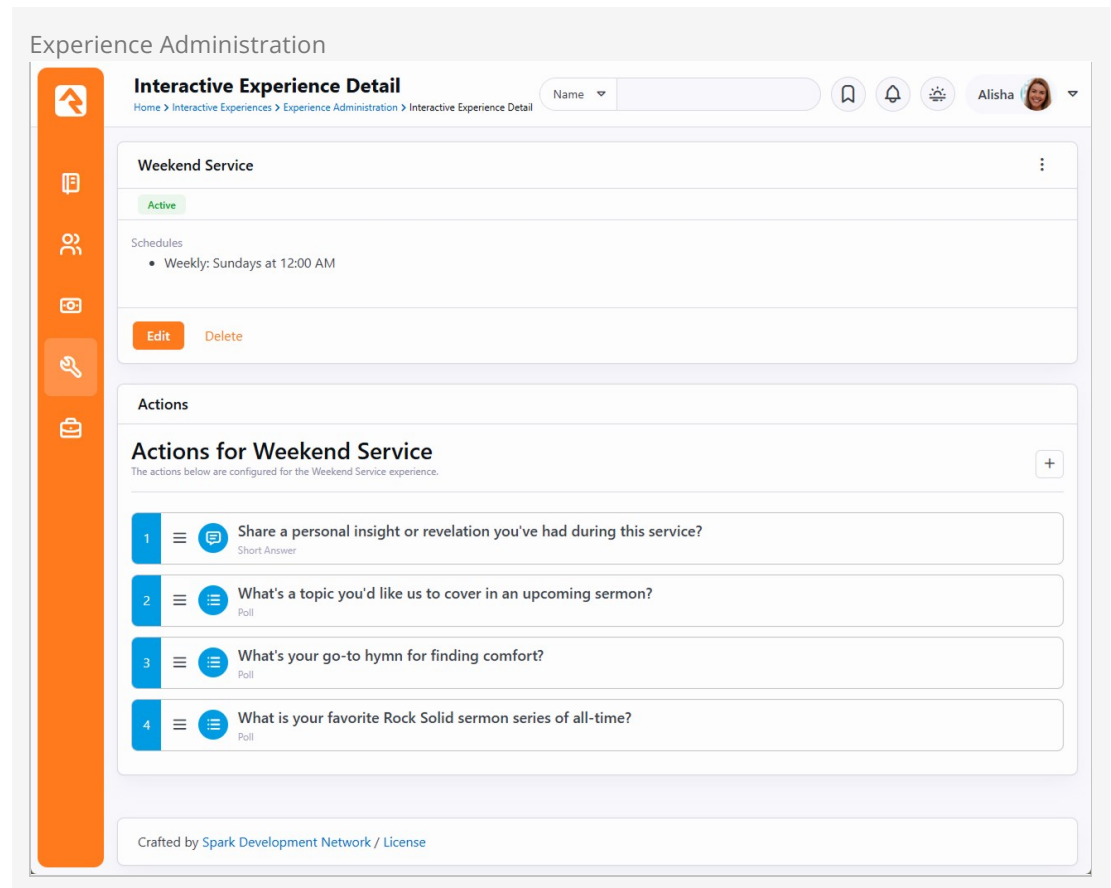 Experience Administration
Interactive Experience Detail
Home > Interactive Experiences > Experience Administration > Interactive Experience Detail
Name
Alisha
Weekend Service
Active
Schedules
• Weekly: Sundays at 12:00 AM
Edit Delete
Actions
Actions for Weekend Service
The actions below are configured for the Weekend Service experience.
1 Share a personal insight or revelation you've had during this service?
Short Answer
2 What's a topic you'd like us to cover in an upcoming sermon?
Poll
3 What's your go-to hymn for finding comfort?
Poll
4 What is your favorite Rock Solid sermon series of all-time?
Poll
Crafted by Spark Development Network / License